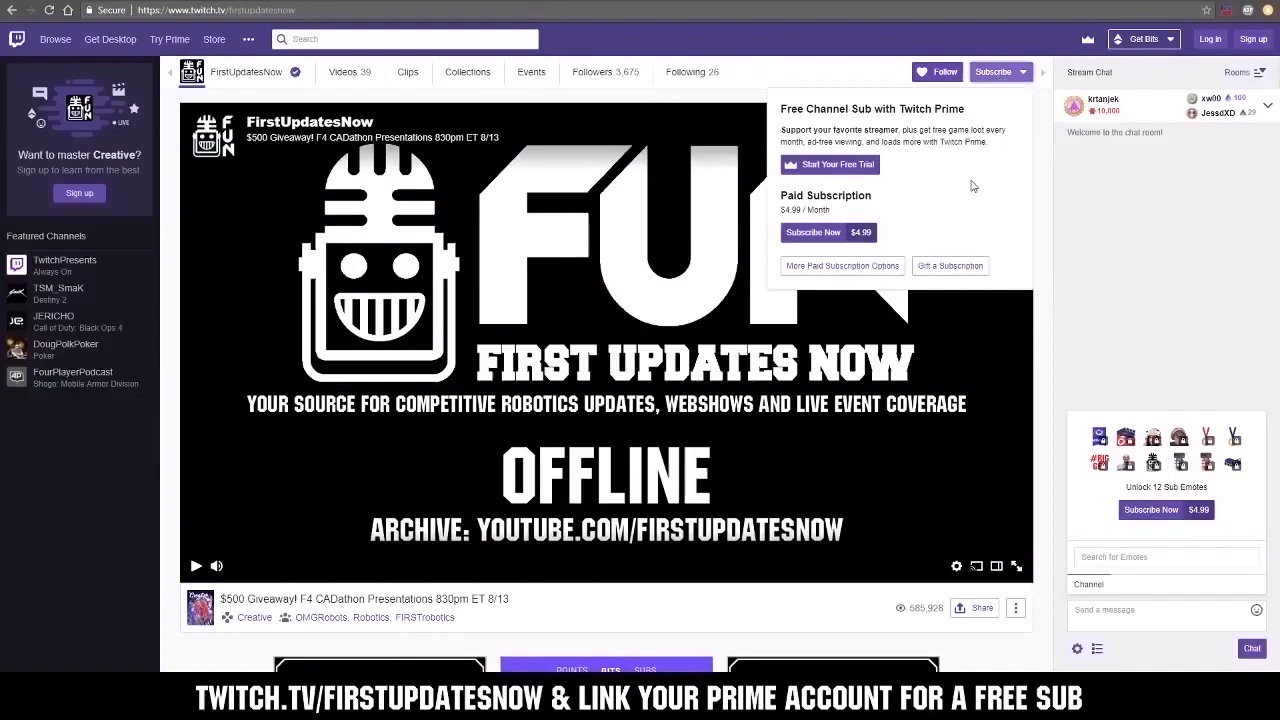 Secure
https://www.twitch.tv/firstupdatesnow
Browse
Get Desktop
Try Prime
Store
Search
Get Bits
Log in
Sign up
FUN
LIVE
Want to master Creative?
Sign up to learn from the best
Sign up
Featured Channels
TwitchPresents
Always On
TSM_SmaK
Destiny 2
JERICHO
Call of Duty: Black Ops 4
DougPolkPoker
Poker
FourPlayerPodcast
Shogo: Mobile Armor Division
FUN
FirstUpdatesNow
Videos 39
Clips
Collections
Events
Followers 3,675
Following 26
Follow
Subscribe
FUN
FirstUpdatesNow
$500 Giveaway! F4 CADathon Presentations 830pm ET 8/13
FUN
FIRST UPDATES NOW
YOUR SOURCE FOR COMPETITIVE ROBOTICS UPDATES, WEBSHOWS AND LIVE EVENT COVERAGE
OFFLINE
ARCHIVE: YOUTUBE.COM/FIRSTUPDATESNOW
Free Channel Sub with Twitch Prime
Support your favorite streamer, plus get free game loot every
month, ad-free viewing, and loads more with Twitch Prime.
Start Your Free Trial
Paid Subscription
$4.99 / Month
Subscribe Now $4.99
More Paid Subscription Options
Gift a Subscription
$500 Giveaway! F4 CADathon Presentations 830pm ET 8/13
Creative
OMGRobots, Robotics, FIRSTrobotics
585,928
Share
POINTS BITS SUBS
Stream Chat
Rooms
krtanjek
10,000
xw00 100
JessdXD 29
Welcome to the chat room!
Unlock 12 Sub Emotes
Subscribe Now $4.99
Search for Emotes
Channel
Send a message
Chat
TWITCH.TV/FIRSTUPDATESNOW & LINK YOUR PRIME ACCOUNT FOR A FREE SUB